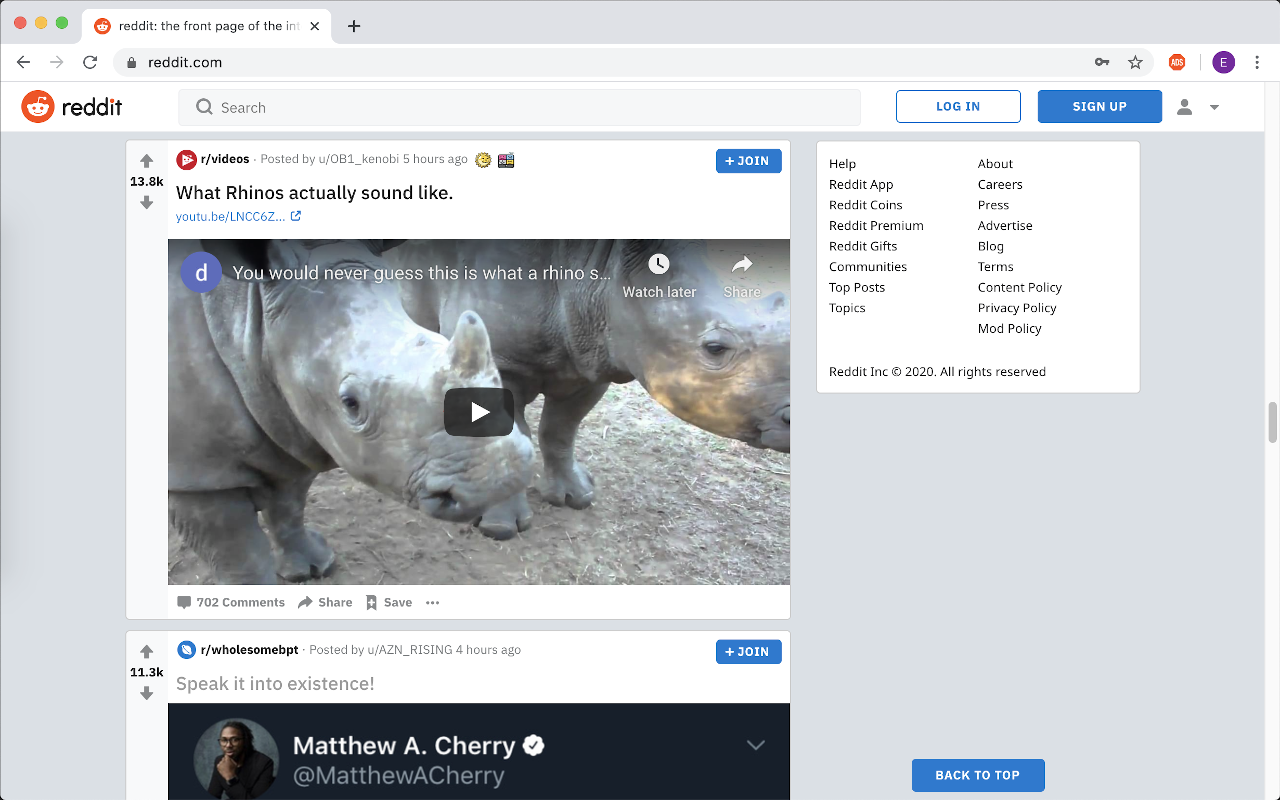 reddit: the front page of the int
reddit.com
ADS
E
reddit
Search
LOG IN
SIGN UP
13.8k
r/videos · Posted by u/OB1_kenobi 5 hours ago
+ JOIN
What Rhinos actually sound like.
youtu.be/LNCC6Z...
d
You would never guess this is what a rhino s...
Watch later
Share
702 Comments
Share
Save
11.3k
r/wholesomebpt · Posted by u/AZN_RISING 4 hours ago
+ JOIN
Speak it into existence!
Matthew A. Cherry
@MatthewACherry
Help
Reddit App
Reddit Coins
Reddit Premium
Reddit Gifts
Communities
Top Posts
Topics
About
Careers
Press
Advertise
Blog
Terms
Content Policy
Privacy Policy
Mod Policy
Reddit Inc © 2020. All rights reserved
BACK TO TOP